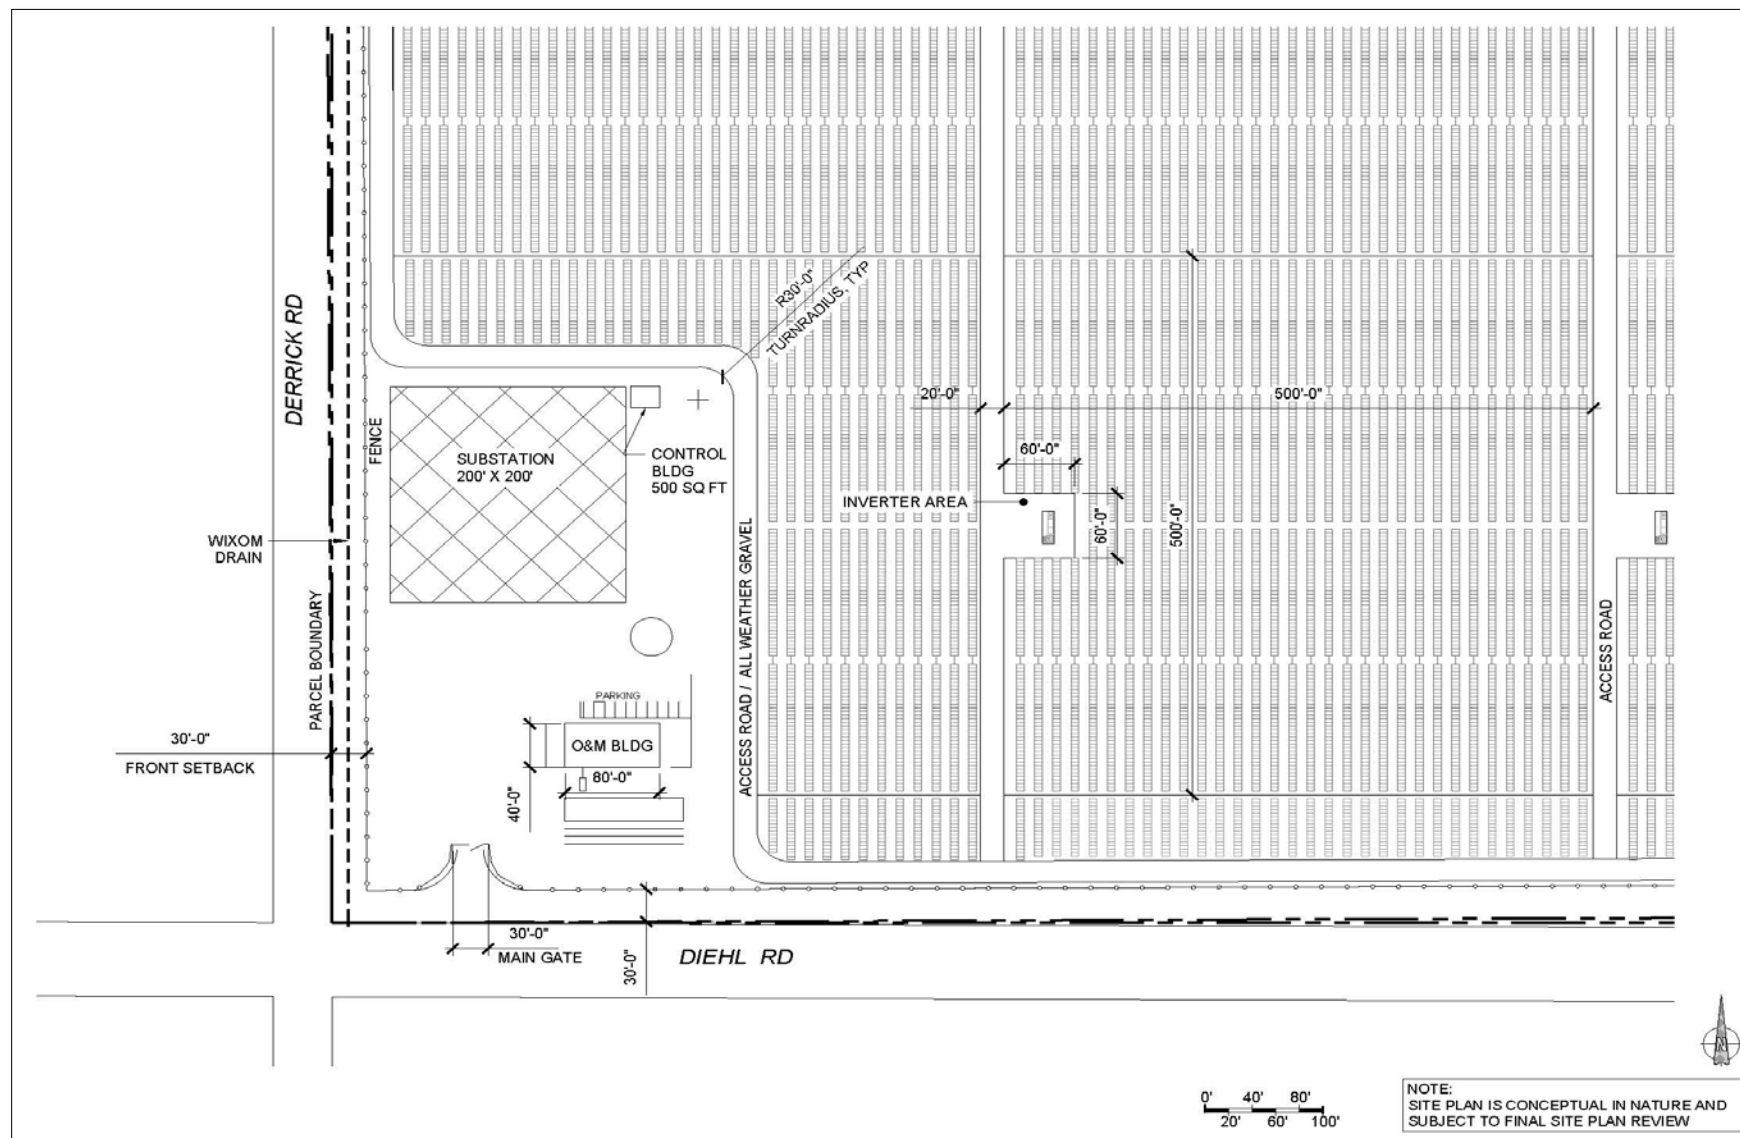 R30'-0"
TURNRADIUS, TYP
DERRICK RD
20'-0"
500'-0"
FENCE
SUBSTATION
200' X 200'
CONTROL
BLDG
500 SQ FT
60'-0"
INVERTER AREA
60'-0"
500'-0"
WIXOM
DRAIN
PARCEL BOUNDARY
ACCESS ROAD / ALL WEATHER GRAVEL
ACCESS ROAD
PARKING
30'-0"
FRONT SETBACK
O&M BLDG
80'-0"
40'-0"
30'-0"
MAIN GATE
30'-0"
DIEHL RD
N
0' 40' 80'
20' 60' 100'
NOTE:
SITE PLAN IS CONCEPTUAL IN NATURE AND
SUBJECT TO FINAL SITE PLAN REVIEW